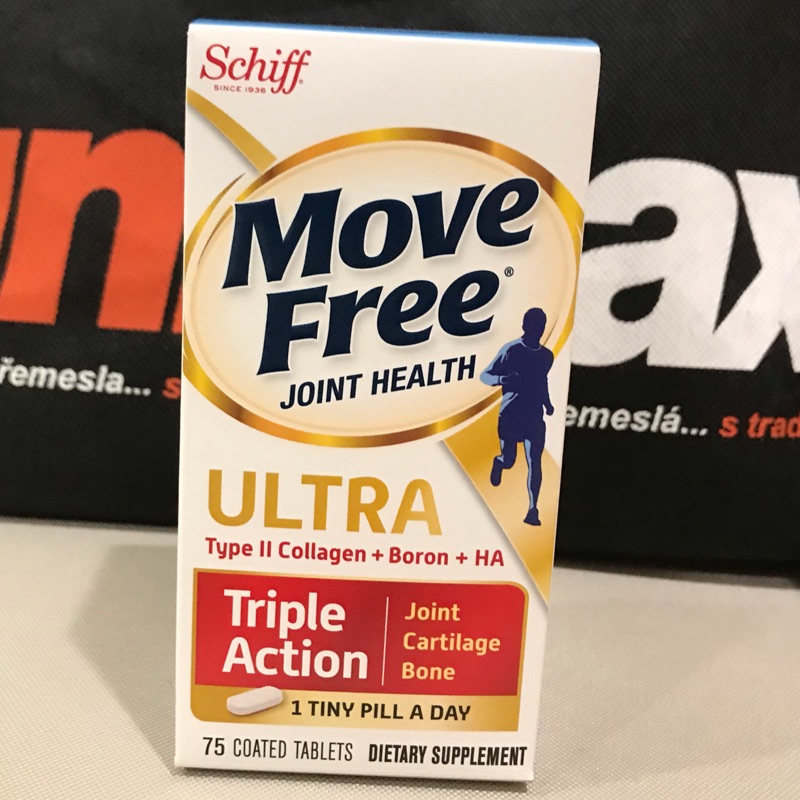 Schiff
SINCE 1936
Move
Free®
JOINT HEALTH
ULTRA
Type II Collagen + Boron + HA
Triple
Action
Joint
Cartilage
Bone
1 TINY PILL A DAY
75 COATED TABLETS DIETARY SUPPLEMENT
ax
řemesla... s
emeslá... s trad